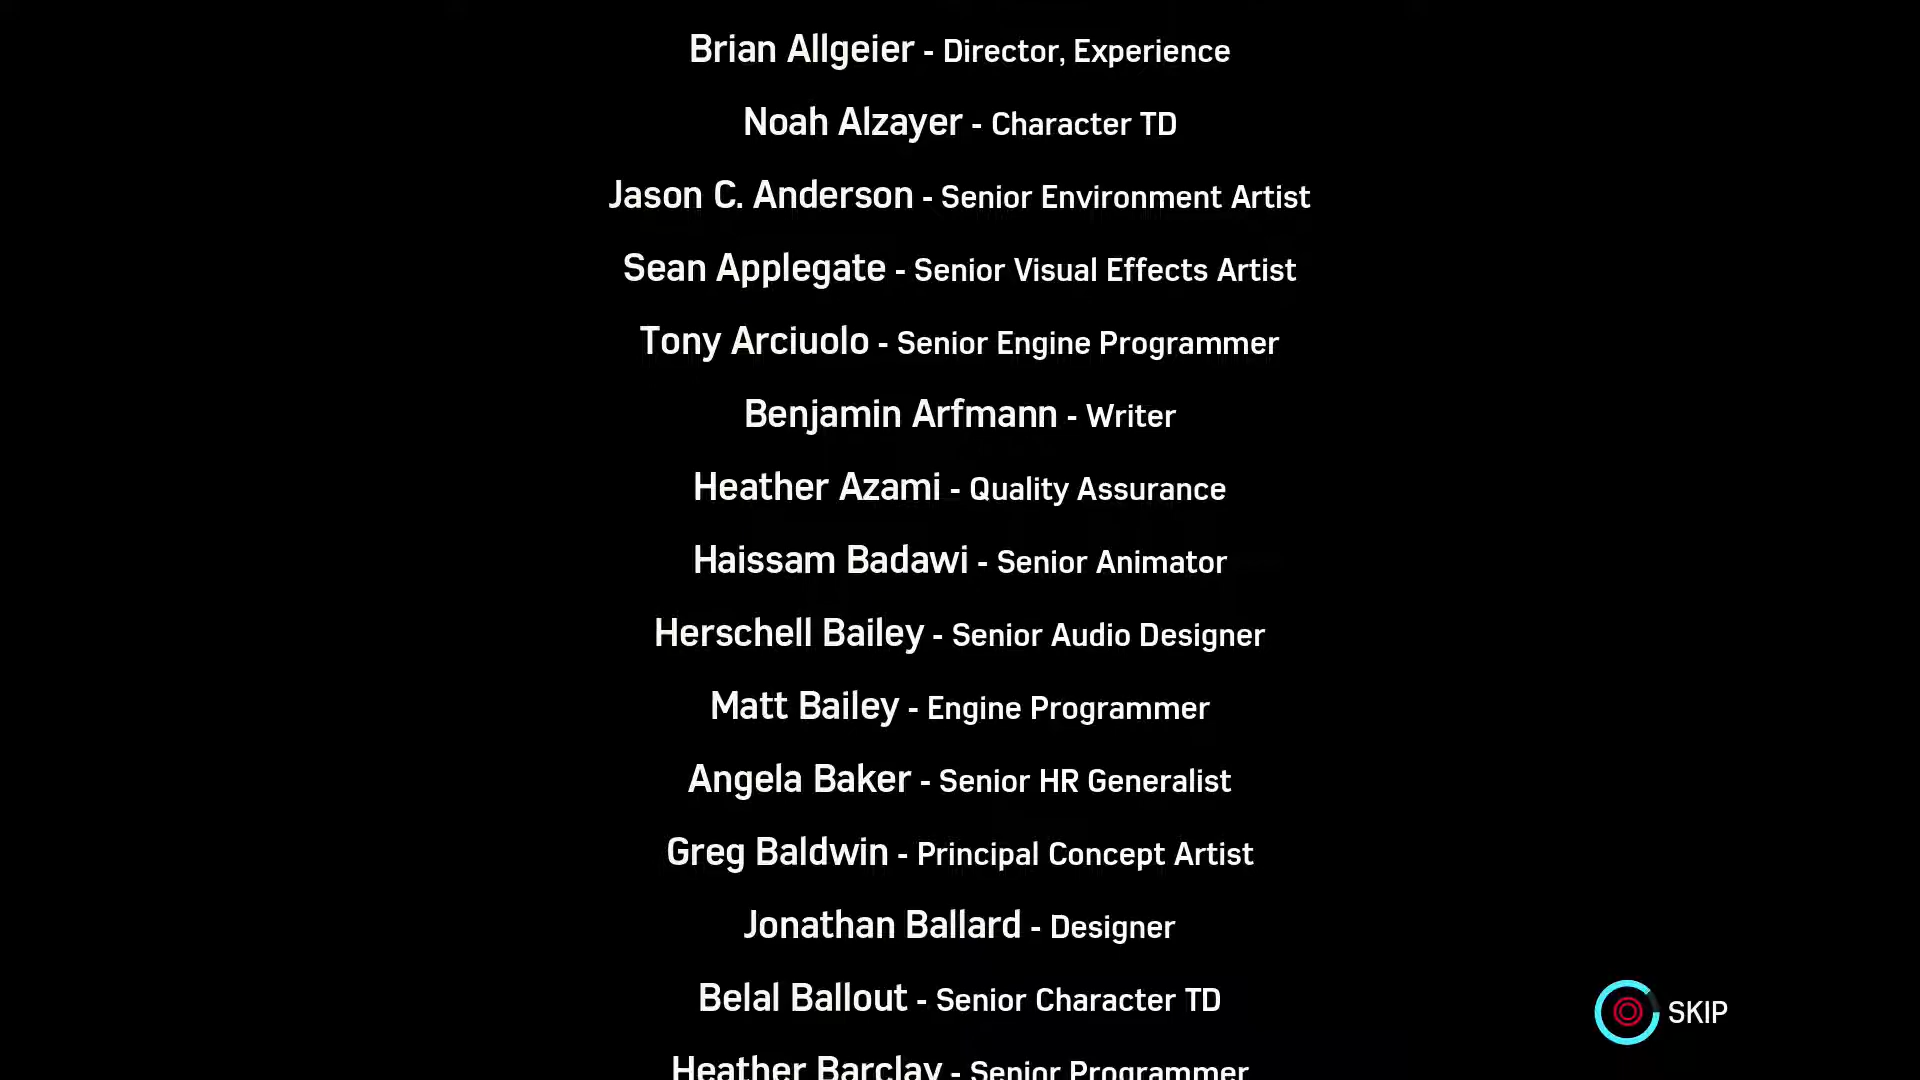 Brian Allgeier - Director, Experience
Noah Alzayer - Character TD
Jason C. Anderson - Senior Environment Artist
Sean Applegate - Senior Visual Effects Artist
Tony Arciuolo - Senior Engine Programmer
Benjamin Arfmann - Writer
Heather Azami - Quality Assurance
Haissam Badawi - Senior Animator
Herschell Bailey - Senior Audio Designer
Matt Bailey - Engine Programmer
Angela Baker - Senior HR Generalist
Greg Baldwin - Principal Concept Artist
Jonathan Ballard - Designer
Belal Ballout - Senior Character TD
SKIP
Heather Barclay - Senior Programmer